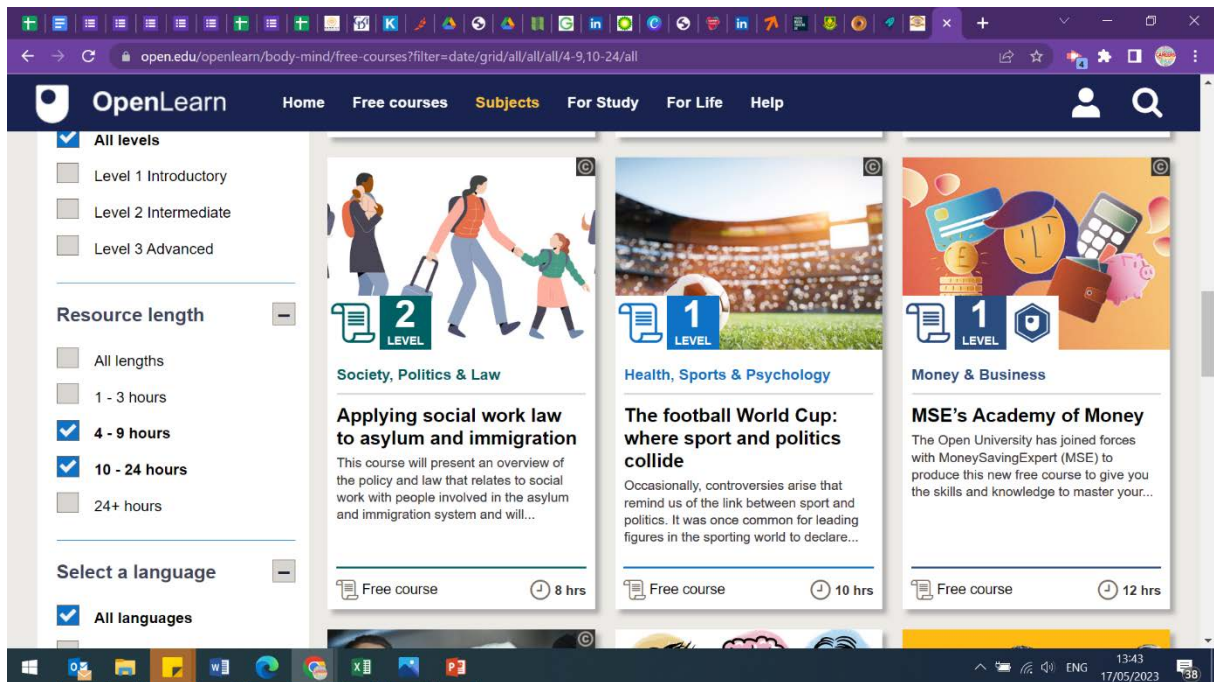 open.edu/openlearn/body-mind/free-courses?filter=date/grid/all/all/all/4-9,10-24/all
4
OpenLearn
Home Free courses Subjects For Study For Life Help
All levels
Level 1 Introductory
Level 2 Intermediate
Level 3 Advanced
Resource length
All lengths
1 - 3 hours
4 - 9 hours
10 - 24 hours
24+ hours
Select a language
All languages
©
2
LEVEL
Society, Politics & Law
Applying social work law
to asylum and immigration
This course will present an overview of
the policy and law that relates to social
work with people involved in the asylum
and immigration system and will...
Free course
8 hrs
©
1
LEVEL
Health, Sports & Psychology
The football World Cup:
where sport and politics
collide
Occasionally, controversies arise that
remind us of the link between sport and
politics. It was once common for leading
figures in the sporting world to declare...
Free course
10 hrs
©
£
1
LEVEL
Money & Business
MSE's Academy of Money
The Open University has joined forces
with MoneySavingExpert (MSE) to
produce this new free course to give you
the skills and knowledge to master your...
Free course
12 hrs
©
ENG
13:43
17/05/2023
38